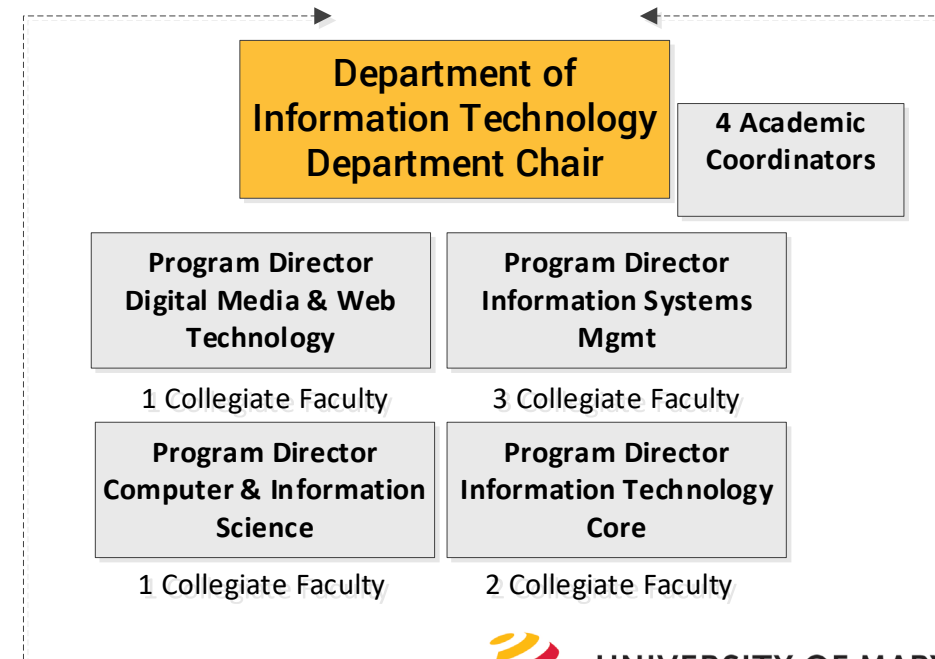 Department of
Information Technology
Department Chair
4 Academic
Coordinators
Program Director
Digital Media & Web
Technology
Program Director
Information Systems
Mgmt
1 Collegiate Faculty
3 Collegiate Faculty
Program Director
Computer & Information
Science
Program Director
Information Technology
Core
1 Collegiate Faculty
2 Collegiate Faculty
UNIVERSITY OF